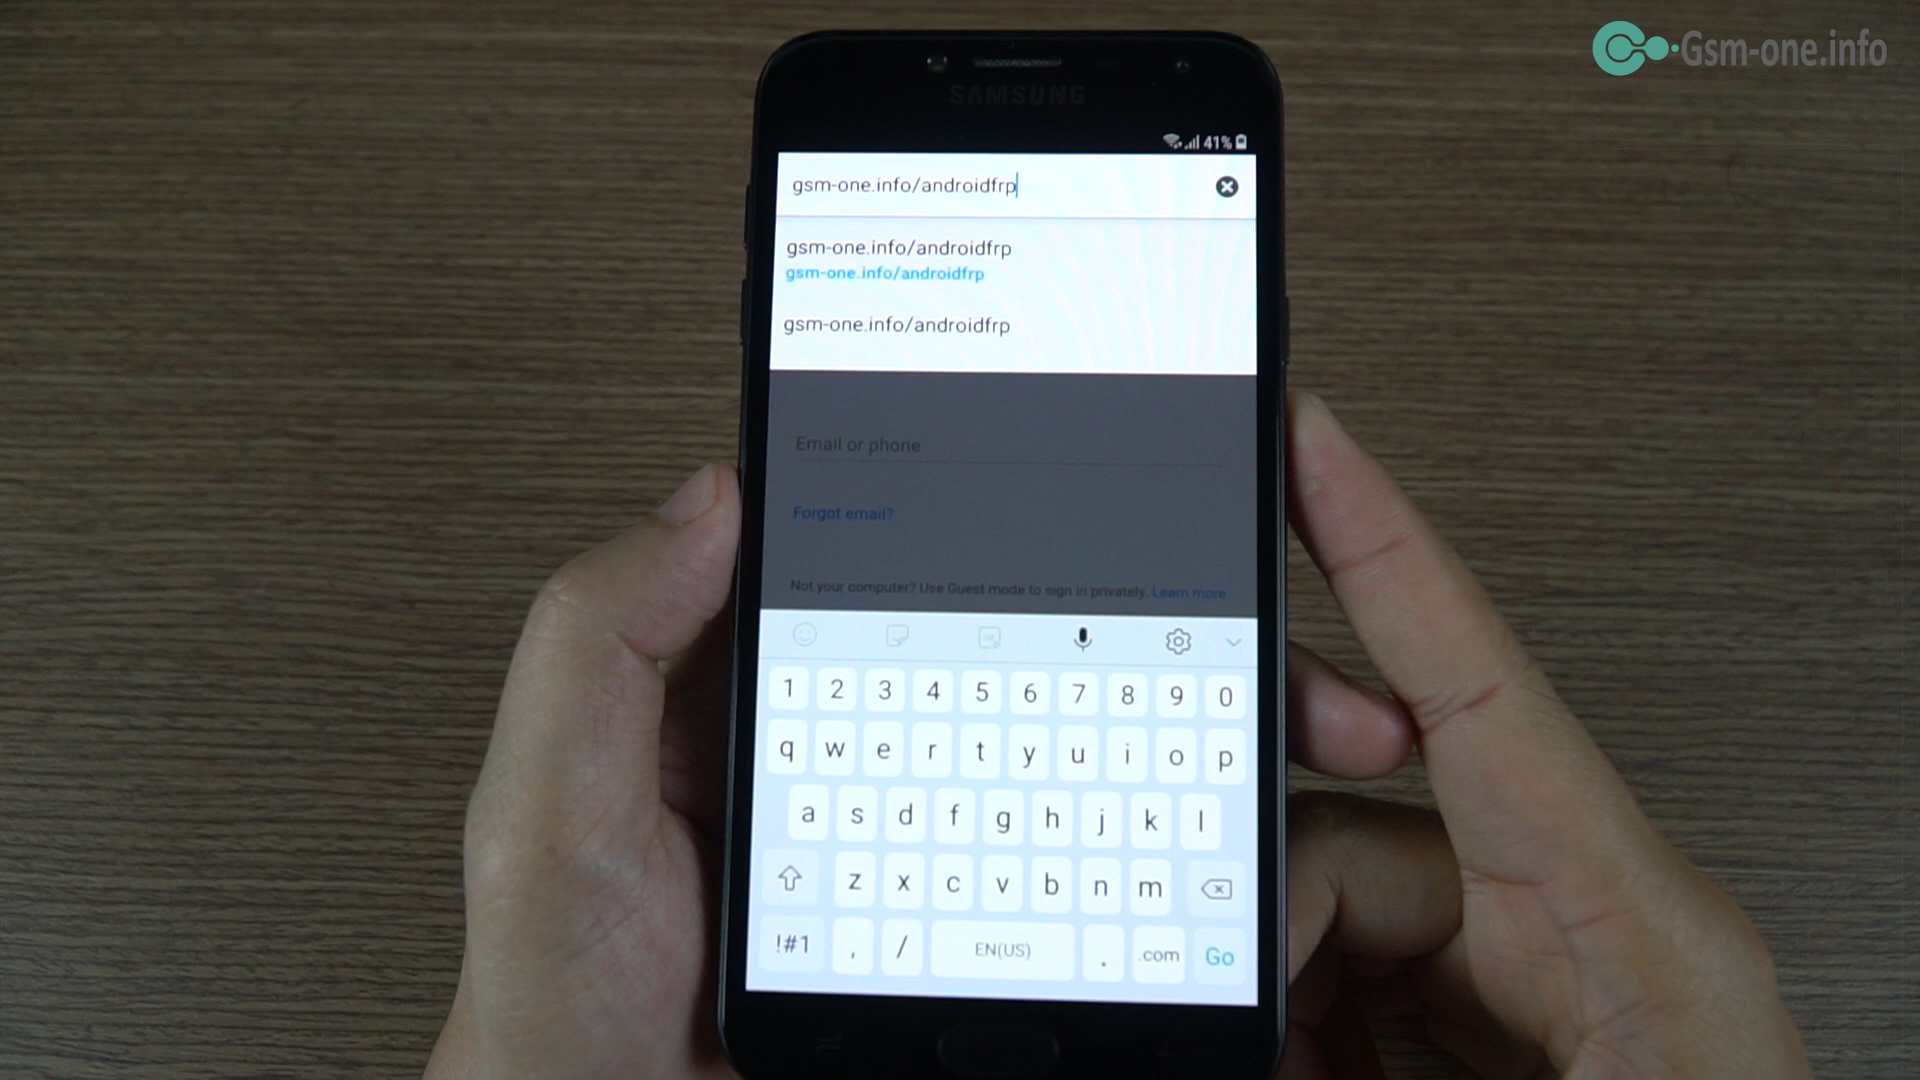 Gsm-one.info
SAMSUNG
41%
gsm-one.info/androidfrp
gsm-one.info/androidfrp
gsm-one.info/androidfrp
gsm-one.info/androidfrp
Email or phone
Forgot email?
Not your computer? Use Guest mode to sign in privately. Learn more
1 2 3 4 5 6 7 8 9 0
q w e r t y u i o p
a s d f g h j k l
z x c v b n m
!#1 , / EN(US) . .com Go